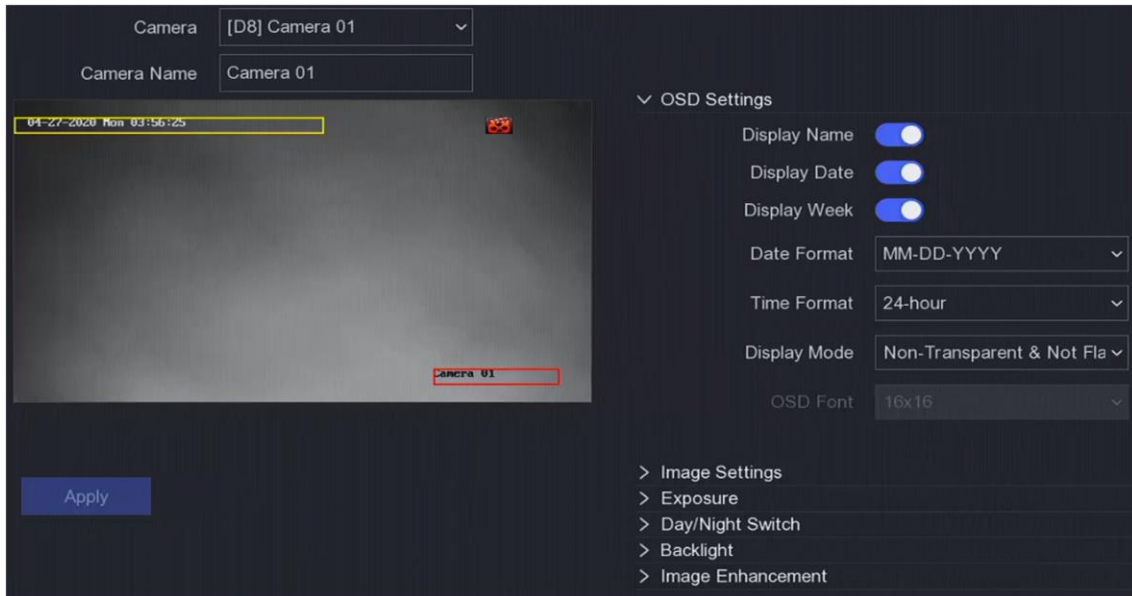 Camera
[D8] Camera 01
Camera Name
Camera 01
04-27-2020 Mon 03:56:25
Camera 01
Apply
OSD Settings
Display Name
Display Date
Display Week
Date Format
MM-DD-YYYY
Time Format
24-hour
Display Mode
Non-Transparent & Not Fla
OSD Font
16x16
Image Settings
Exposure
Day/Night Switch
Backlight
Image Enhancement